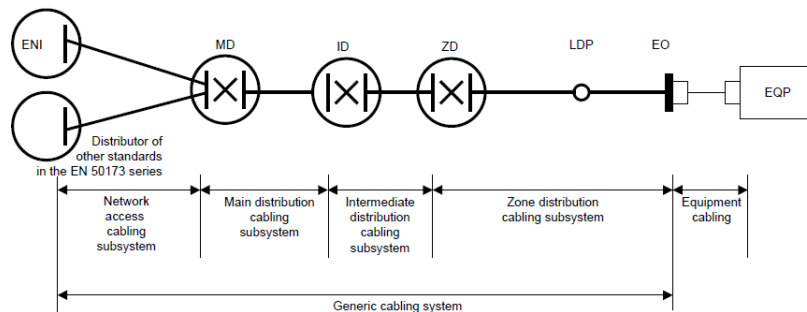 ENI
MD
ID
ZD
LDP
EO
EQP
Distributor of
other standards
in the EN 50173 series
Network
access
cabling
subsystem
Main distribution
cabling
subsystem
Intermediate
distribution
cabling
subsystem
Zone distribution
cabling subsystem
Equipment
cabling
Generic cabling system